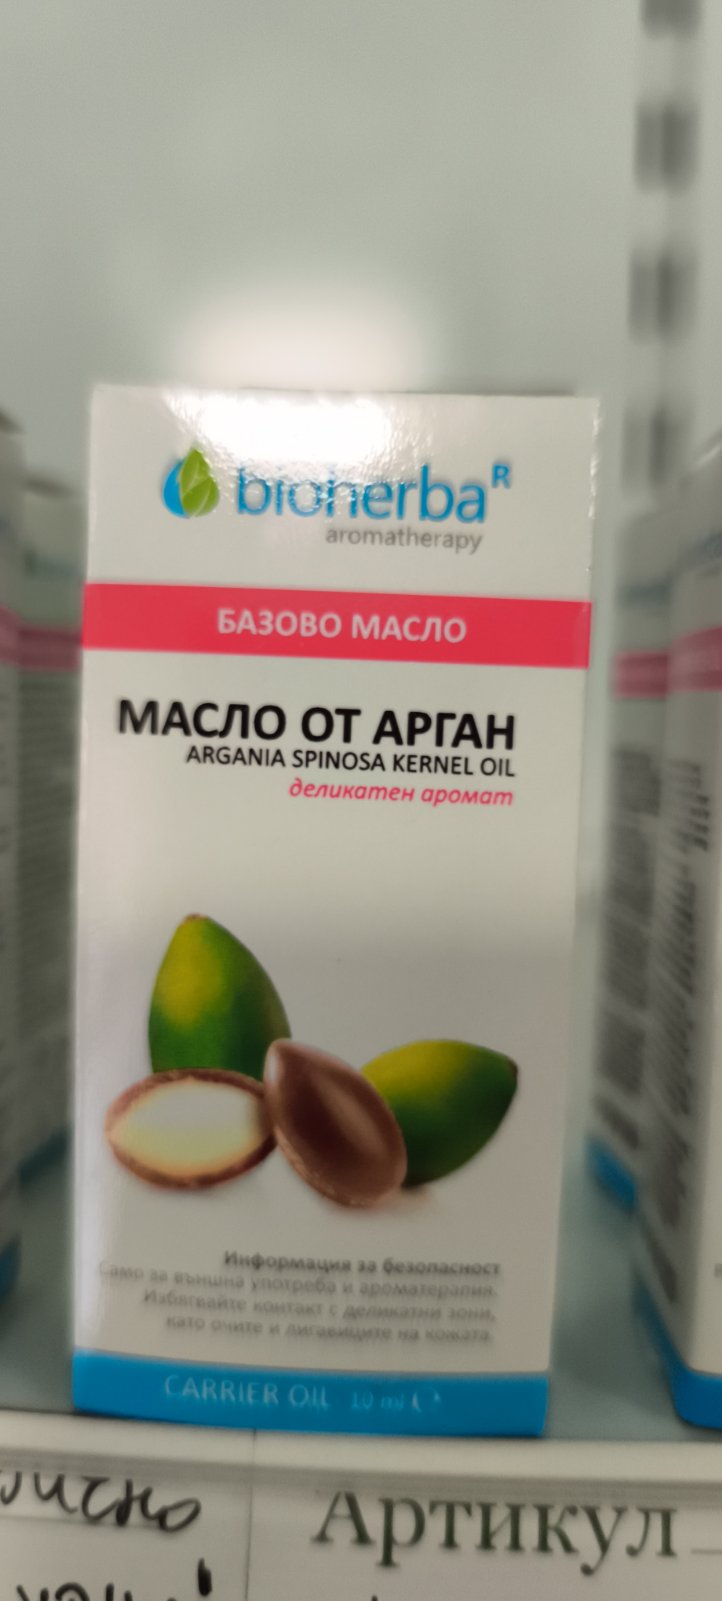 bioherba R
aromatherapy
БАЗОВО МАСЛО
МАСЛО ОТ АРГАН
ARGANIA SPINOSA KERNEL OIL
деликатен аромат
Информация за безопасност
Само за външна употреба и ароматерапия.
Избягвайте контакт с деликатни зони,
като очите и лигавиците на кожата.
CARRIER OIL 10 ml
Артикул